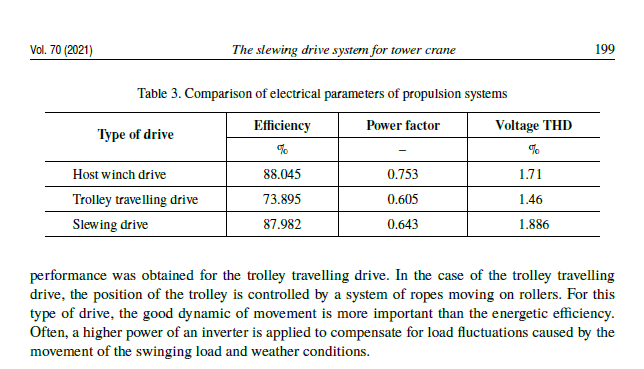 Vol. 70 (2021) The slewing drive system for tower crane 199
Table 3. Comparison of electrical parameters of propulsion systems
Type of drive Efficiency Power factor Voltage THD
% – %
Host winch drive 88.045 0.753 1.71
Trolley travelling drive 73.895 0.605 1.46
Slewing drive 87.982 0.643 1.886
performance was obtained for the trolley travelling drive. In the case of the trolley travelling
drive, the position of the trolley is controlled by a system of ropes moving on rollers. For this
type of drive, the good dynamic of movement is more important than the energetic efficiency.
Often, a higher power of an inverter is applied to compensate for load fluctuations caused by the
movement of the swinging load and weather conditions.